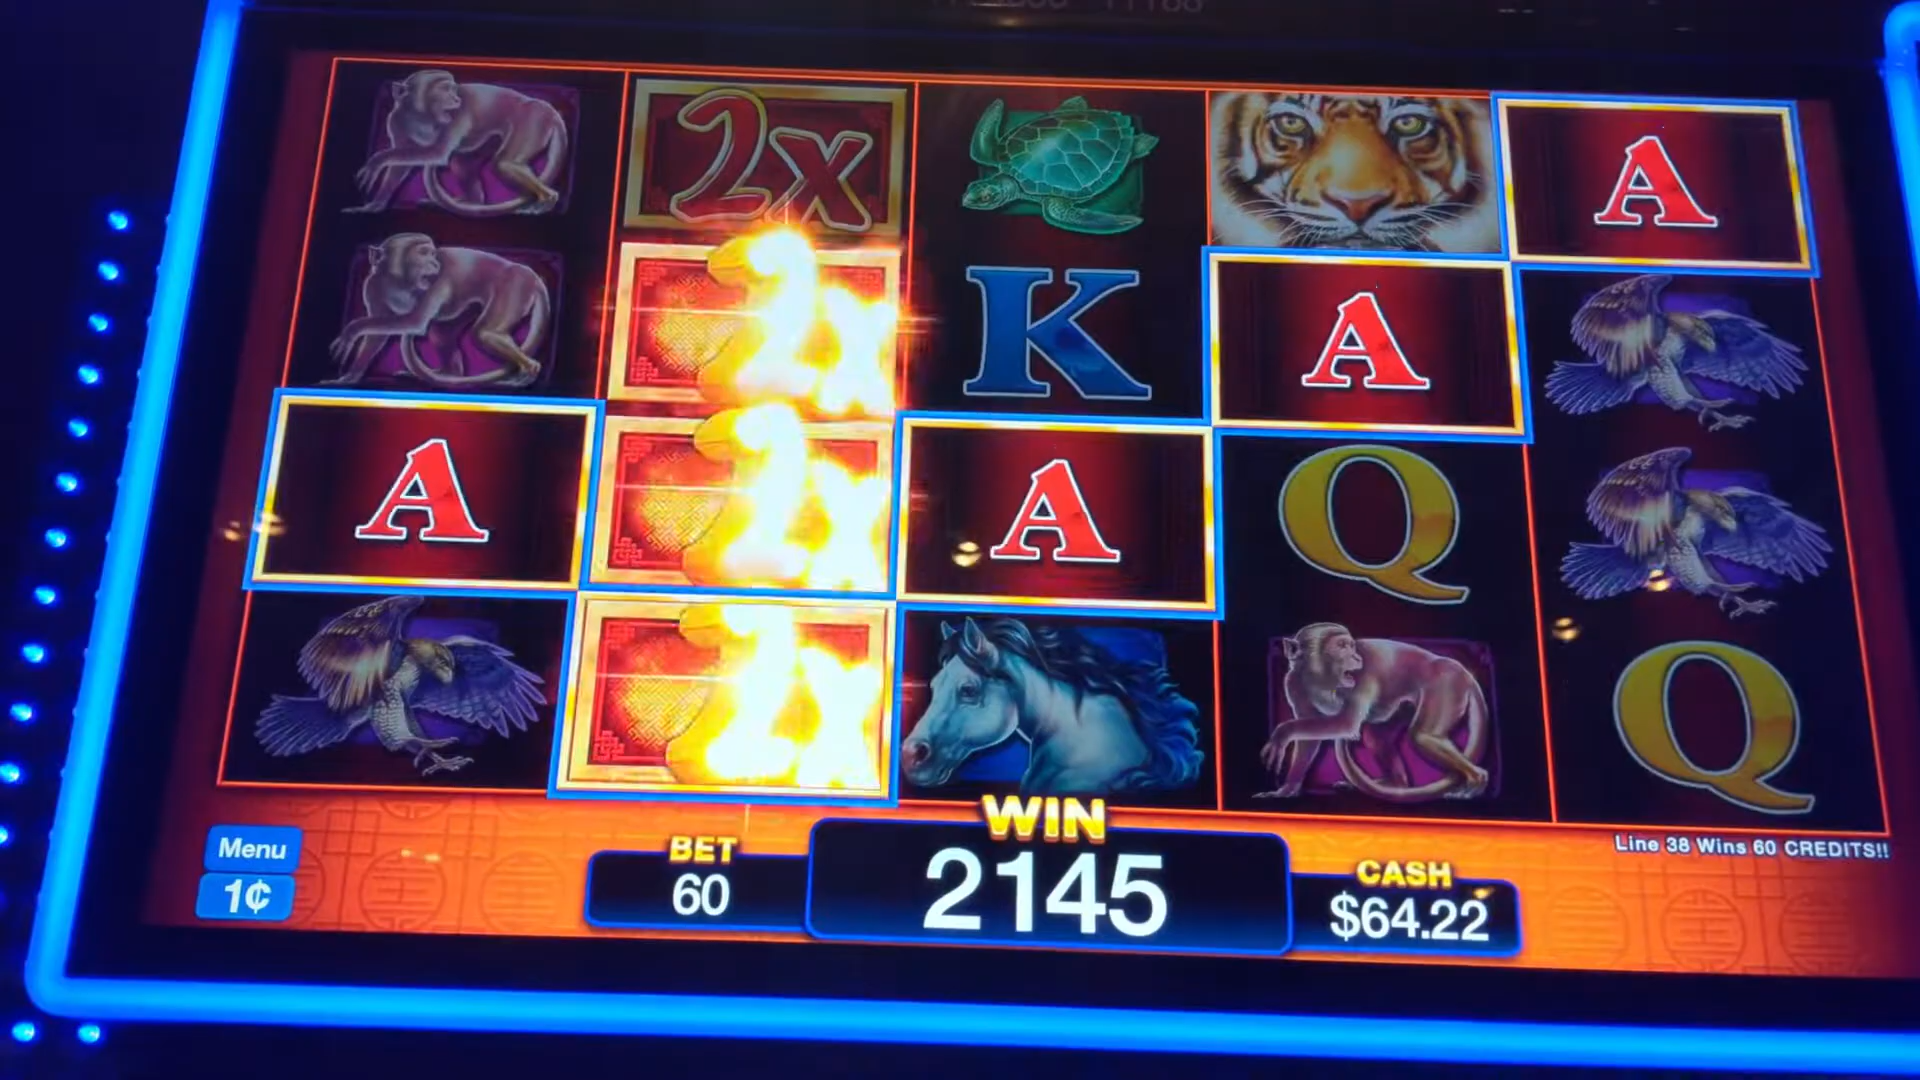 2x
A
K
A
A
A
Q
Q
Menu
1¢
BET
60
WIN
2145
CASH
$64.22
Line 38 Wins 60 CREDITS!!